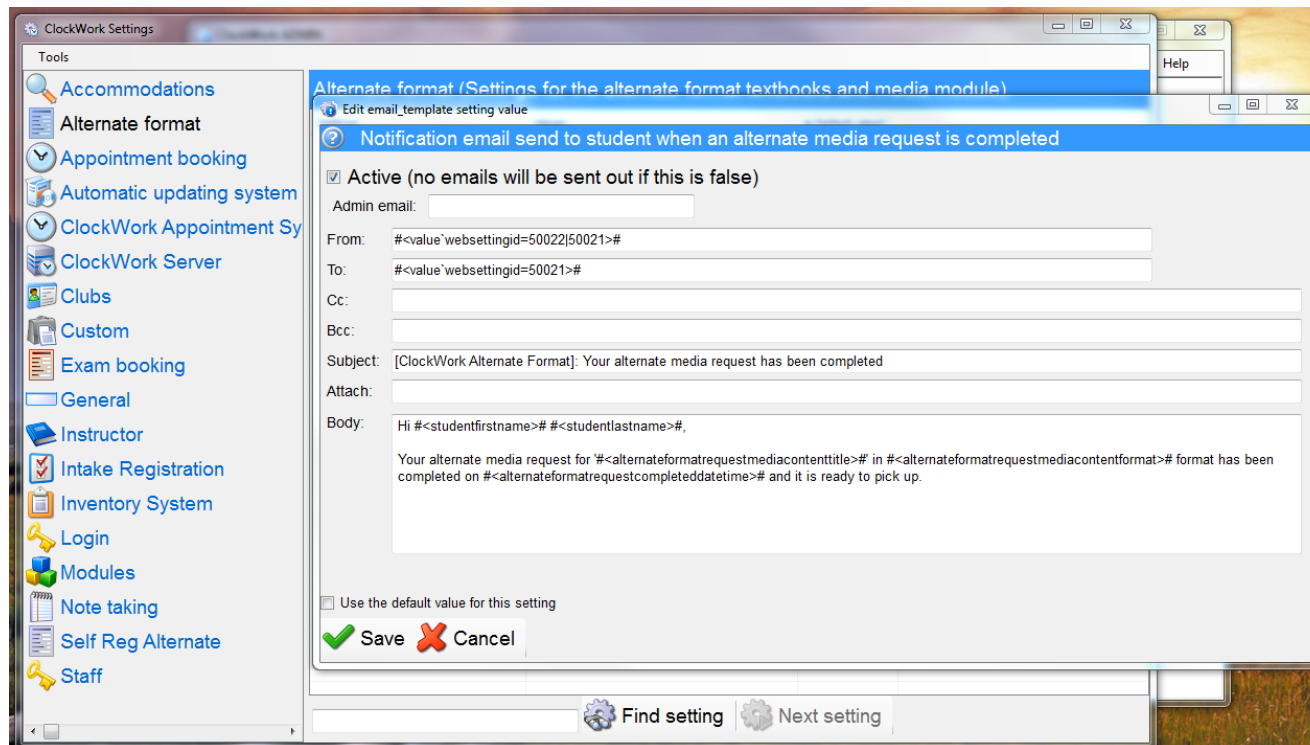 ClockWork Settings
Tools
Help
Accommodations
Alternate format
Appointment booking
Automatic updating system
ClockWork Appointment Sy
ClockWork Server
Clubs
Custom
Exam booking
General
Instructor
Intake Registration
Inventory System
Login
Modules
Note taking
Self Reg Alternate
Staff
Alternate format (Settings for the alternate format textbooks and media module)
Edit email_template setting value
Notification email send to student when an alternate media request is completed
Active (no emails will be sent out if this is false)
Admin email:
From: #<value`websettingid=50022|50021>#
To: #<value`websettingid=50021>#
Cc:
Bcc:
Subject: [ClockWork Alternate Format]: Your alternate media request has been completed
Attach:
Body: Hi #<studentfirstname># #<studentlastname>#,
Your alternate media request for '#<alternateformatrequestmediacontenttitle>#' in #<alternateformatrequestmediacontentformat># format has been
completed on #<alternateformatrequestcompleteddatetime># and it is ready to pick up.
Use the default value for this setting
Save Cancel
Find setting Next setting